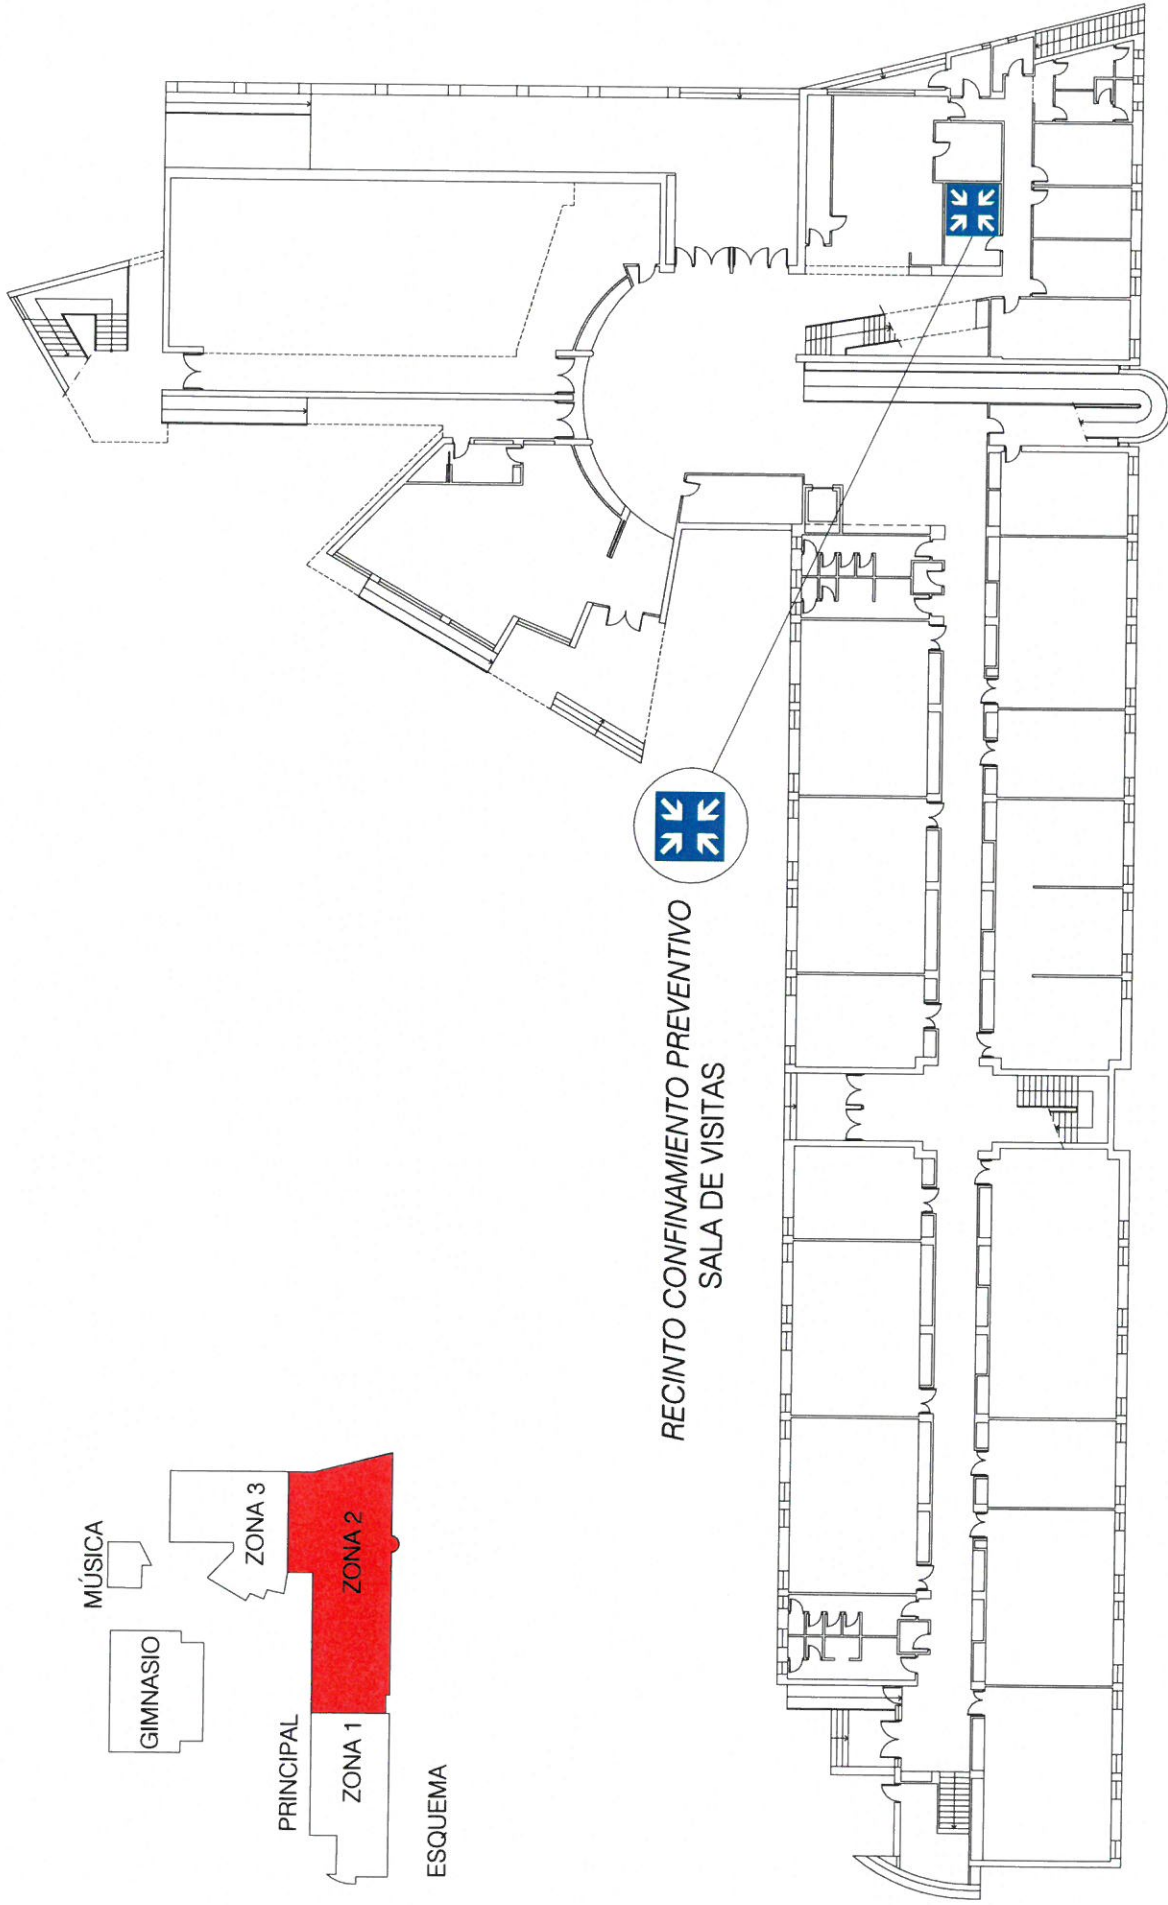 MÚSICA
GIMNASIO
ZONA 3
PRINCIPAL
ZONA 1
ZONA 2
ESQUEMA
RECINTO CONFINAMIENTO PREVENTIVO
SALA DE VISITAS